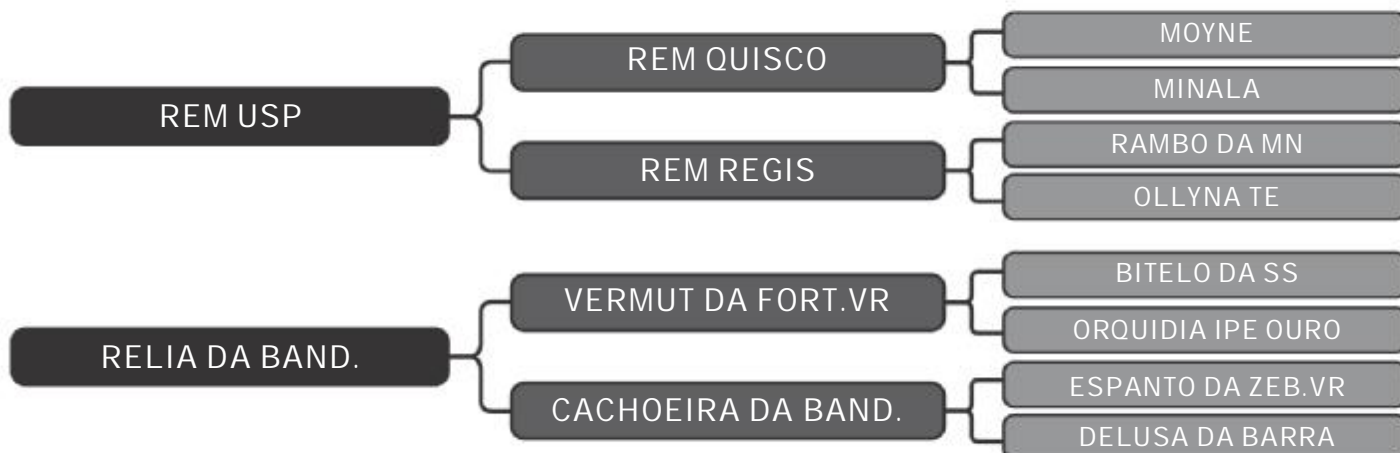 REM USP
REM QUISCO
REM REGIS
MOYNE
MINALA
RAMBO DA MN
OLLYNA TE
RELIA DA BAND.
VERMUT DA FORT.VR
CACHOEIRA DA BAND.
BITELO DA SS
ORQUIDIA IPE OURO
ESPANTO DA ZEB.VR
DELUSA DA BARRA